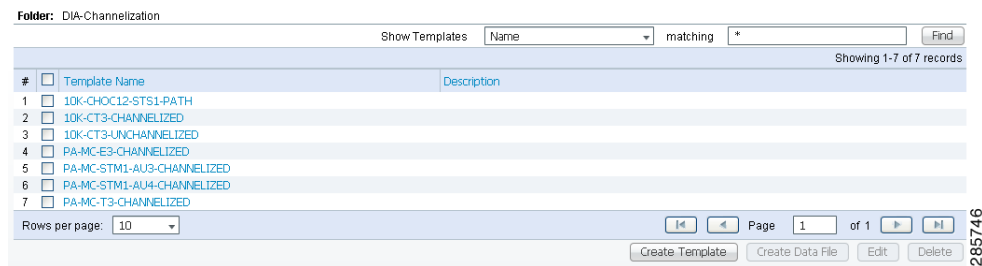 Folder: DIA-Channelization
Show Templates Name matching * Find
Showing 1-7 of 7 records
# Template Name Description
1 10K-CHOC12-STS1-PATH
2 10K-CT3-CHANNELIZED
3 10K-CT3-UNCHANNELIZED
4 PA-MC-E3-CHANNELIZED
5 PA-MC-STM1-AU3-CHANNELIZED
6 PA-MC-STM1-AU4-CHANNELIZED
7 PA-MC-T3-CHANNELIZED
Rows per page: 10 Page 1 of 1
Create Template Create Data File Edit Delete
285746